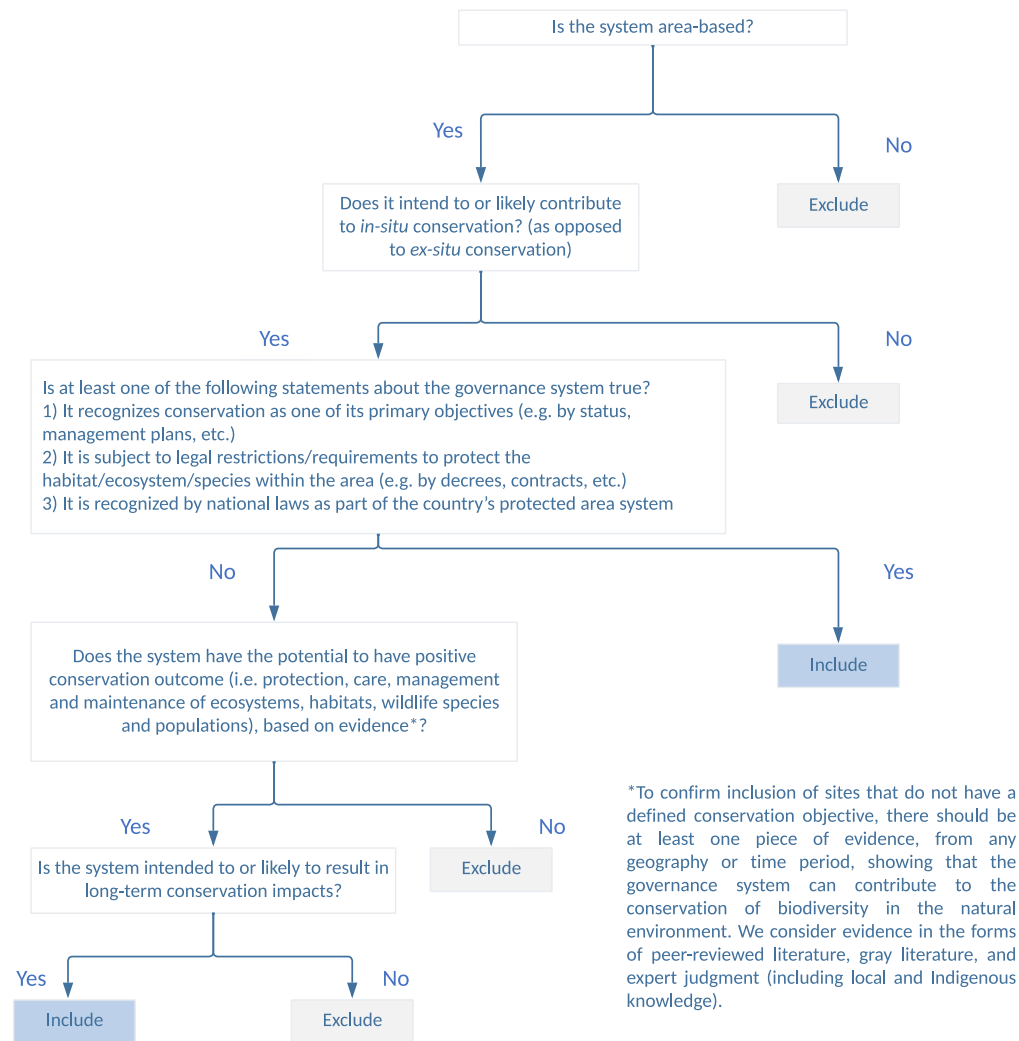 Is the system area-based?
Yes
No
Does it intend to or likely contribute
to in-situ conservation? (as opposed
to ex-situ conservation)
Exclude
Yes
No
Is at least one of the following statements about the governance system true?
1) It recognizes conservation as one of its primary objectives (e.g. by status,
management plans, etc.)
2) It is subject to legal restrictions/requirements to protect the
habitat/ecosystem/species within the area (e.g. by decrees, contracts, etc.)
3) It is recognized by national laws as part of the country's protected area system
Exclude
No
Yes
Does the system have the potential to have positive
conservation outcome (i.e. protection, care, management
and maintenance of ecosystems, habitats, wildlife species
and populations), based on evidence*?
Include
Yes
No
Is the system intended to or likely to result in
long-term conservation impacts?
Exclude
Yes
No
Include
Exclude
*To confirm inclusion of sites that do not have a
defined conservation objective, there should be
at least one piece of evidence, from any
geography or time period, showing that the
governance system can contribute to the
conservation of biodiversity in the natural
environment. We consider evidence in the forms
of peer-reviewed literature, gray literature, and
expert judgment (including local and Indigenous
knowledge).